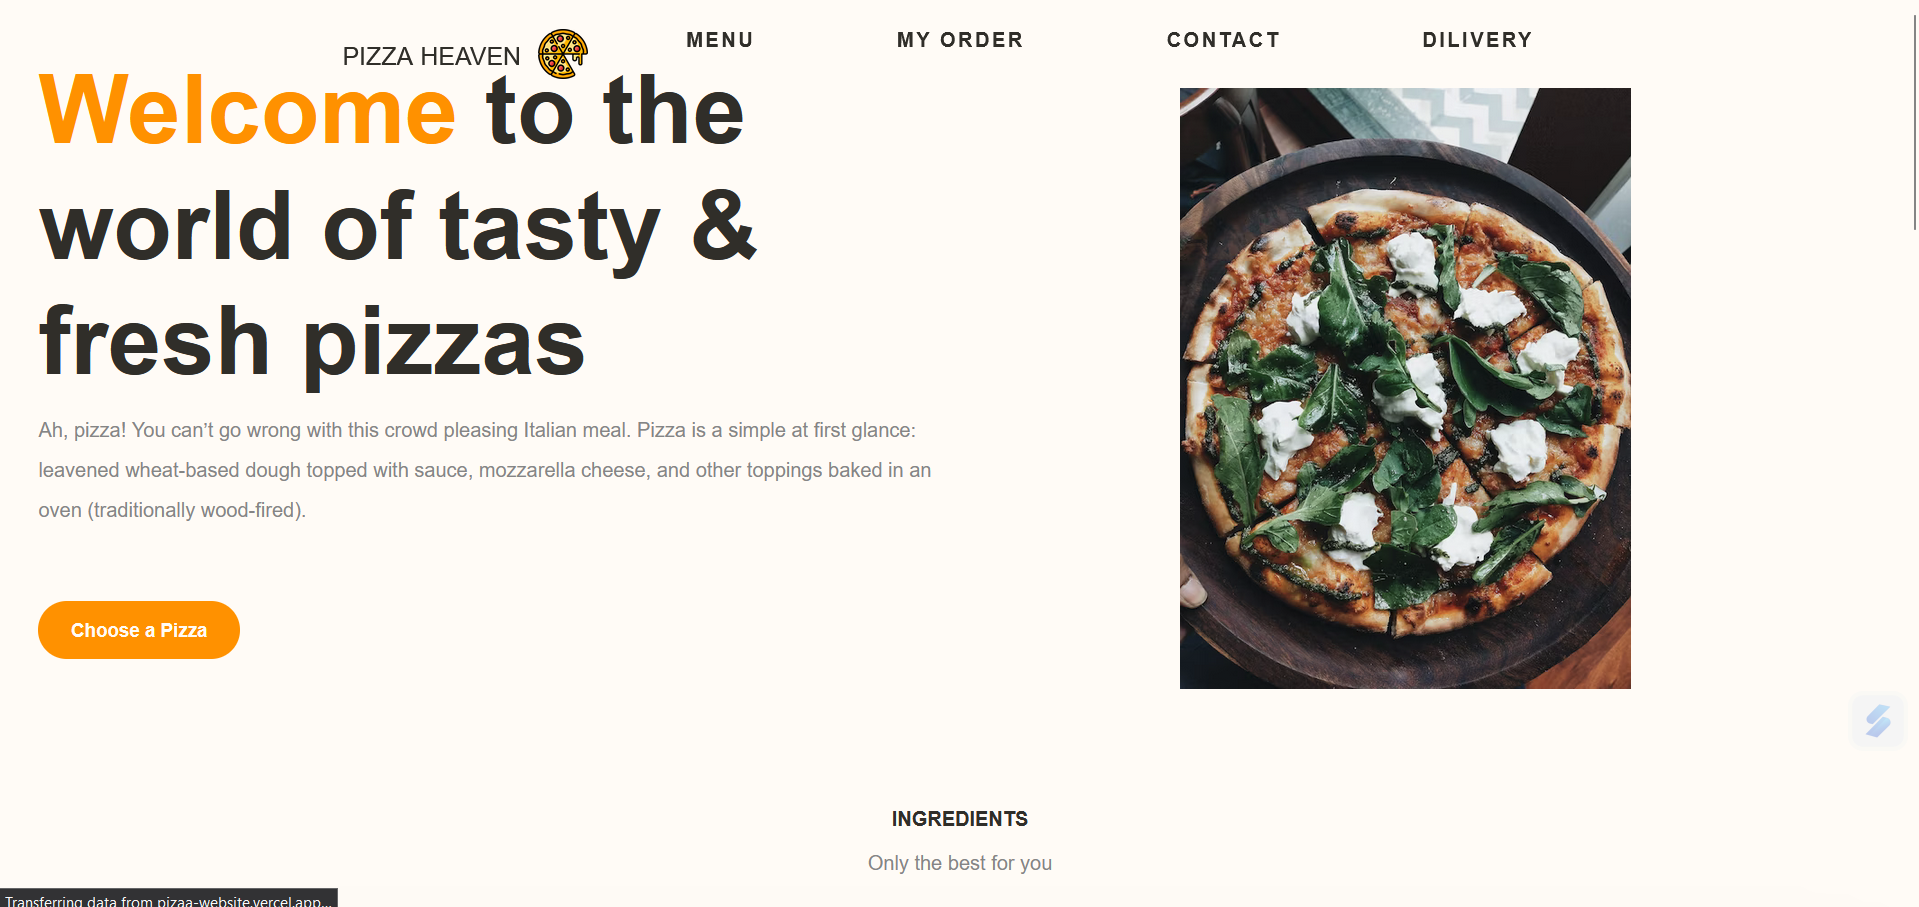 PIZZA HEAVEN
MENU
MY ORDER
CONTACT
DILIVERY
Welcome to the
world of tasty &
fresh pizzas
Ah, pizza! You can’t go wrong with this crowd pleasing Italian meal. Pizza is a simple at first glance:
leavened wheat-based dough topped with sauce, mozzarella cheese, and other toppings baked in an
oven (traditionally wood-fired).
Choose a Pizza
INGREDIENTS
Only the best for you
Transferring data from pizaa-website.vercel.app...